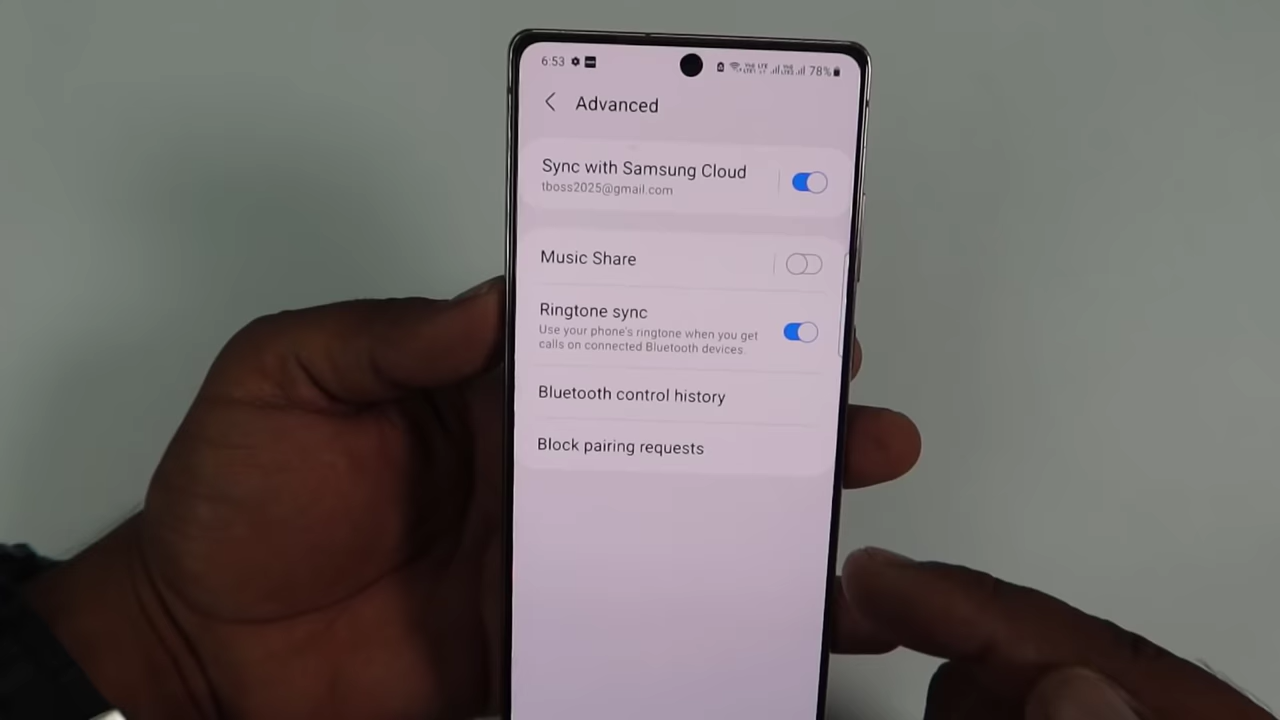 6:53 78%
Advanced
Sync with Samsung Cloud
tboss2025@gmail.com
Music Share
Ringtone sync
Use your phone's ringtone when you get
calls on connected Bluetooth devices.
Bluetooth control history
Block pairing requests